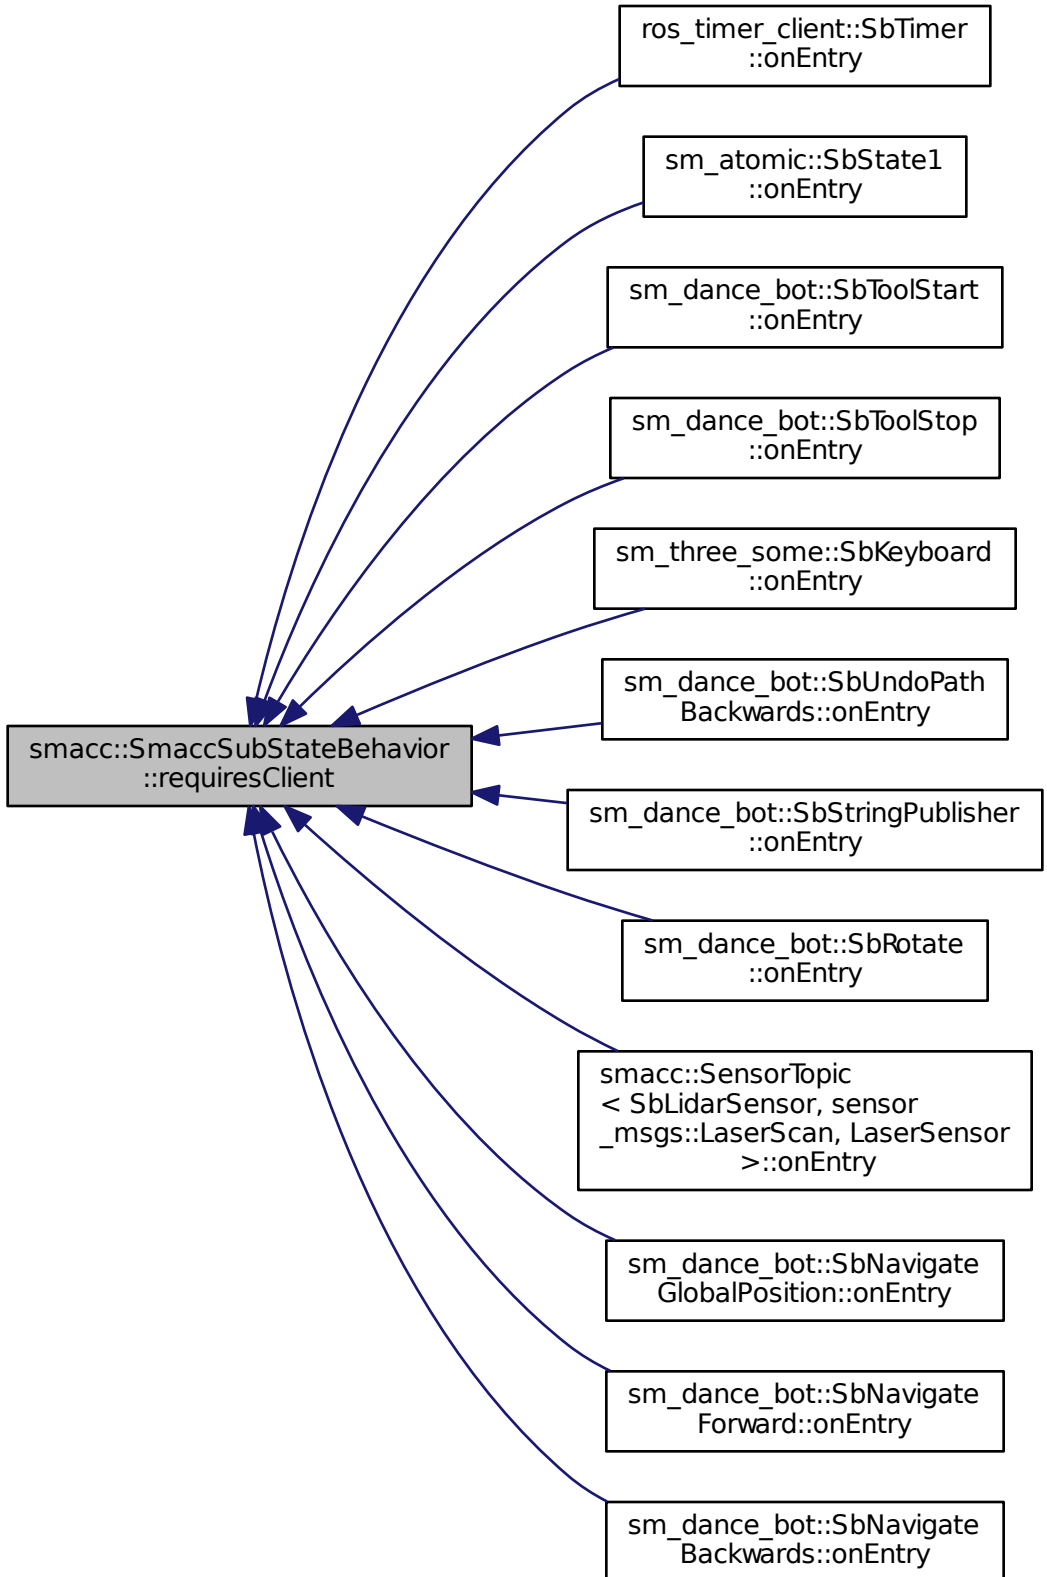 ros_timer_client::SbTimer
::onEntry
sm_atomic::SbState1
::onEntry
sm_dance_bot::SbToolStart
::onEntry
sm_dance_bot::SbToolStop
::onEntry
sm_three_some::SbKeyboard
::onEntry
sm_dance_bot::SbUndoPath
Backwards::onEntry
smacc::SmaccSubStateBehavior
::requiresClient
sm_dance_bot::SbStringPublisher
::onEntry
sm_dance_bot::SbRotate
::onEntry
smacc::SensorTopic
< SbLidarSensor, sensor
_msgs::LaserScan, LaserSensor
>::onEntry
sm_dance_bot::SbNavigate
GlobalPosition::onEntry
sm_dance_bot::SbNavigate
Forward::onEntry
sm_dance_bot::SbNavigate
Backwards::onEntry